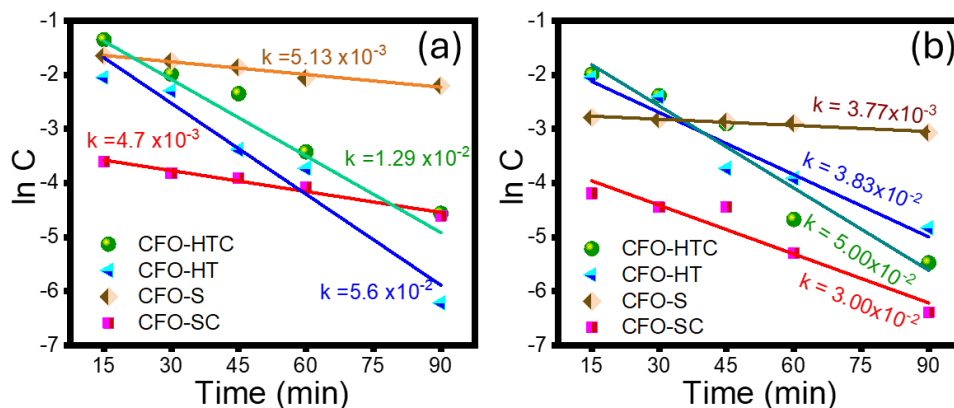 (a)
k =5.13 x10⁻³
k =4.7 x10⁻³
k =1.29 x10⁻²
k =5.6 x10⁻²
CFO-HTC
CFO-HT
CFO-S
CFO-SC
-1
-2
-3
-4
-5
-6
-7
ln C
15
30
45
60
75
90
Time (min)
(b)
k = 3.77x10⁻³
k = 3.83x10⁻²
k = 5.00x10⁻²
k = 3.00x10⁻²
CFO-HTC
CFO-HT
CFO-S
CFO-SC
-1
-2
-3
-4
-5
-6
-7
ln C
15
30
45
60
75
90
Time (min)